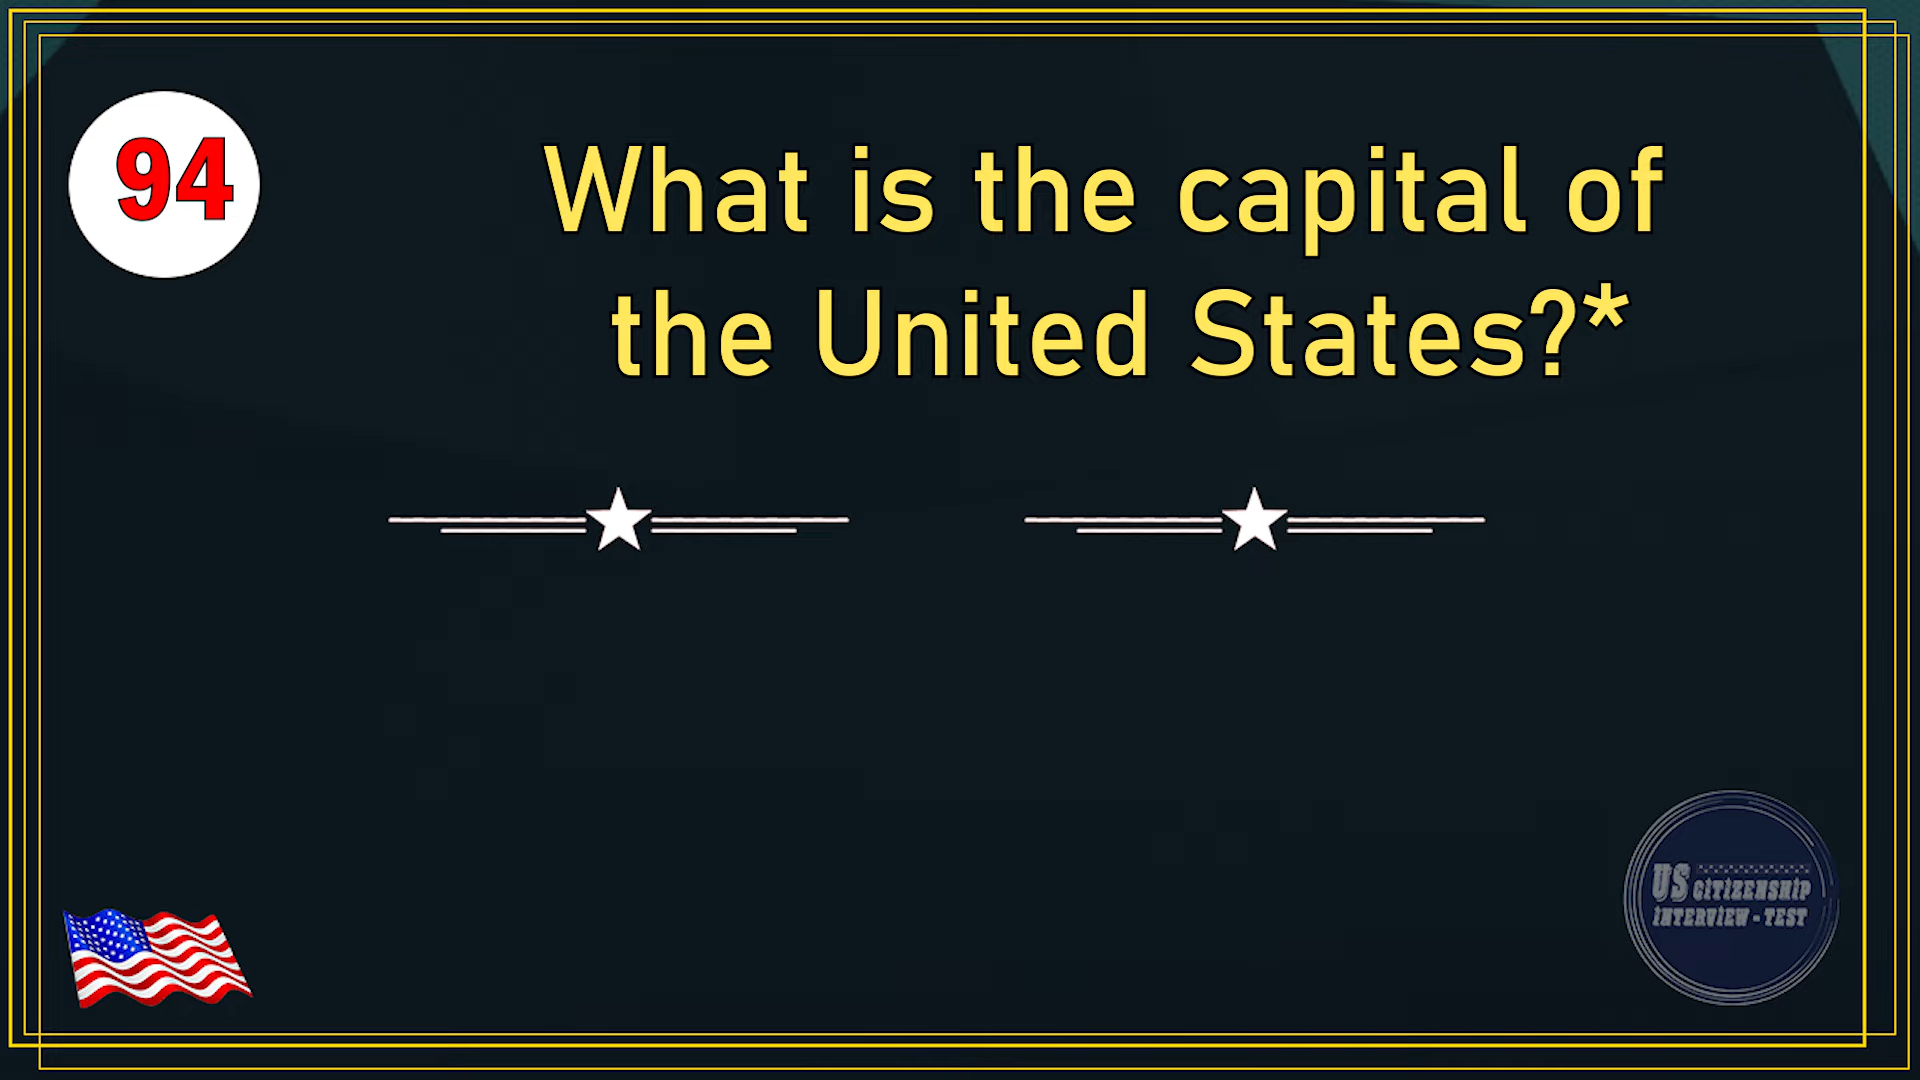 94
What is the capital of
the United States?*
US CITIZENSHIP
INTERVIEW - TEST